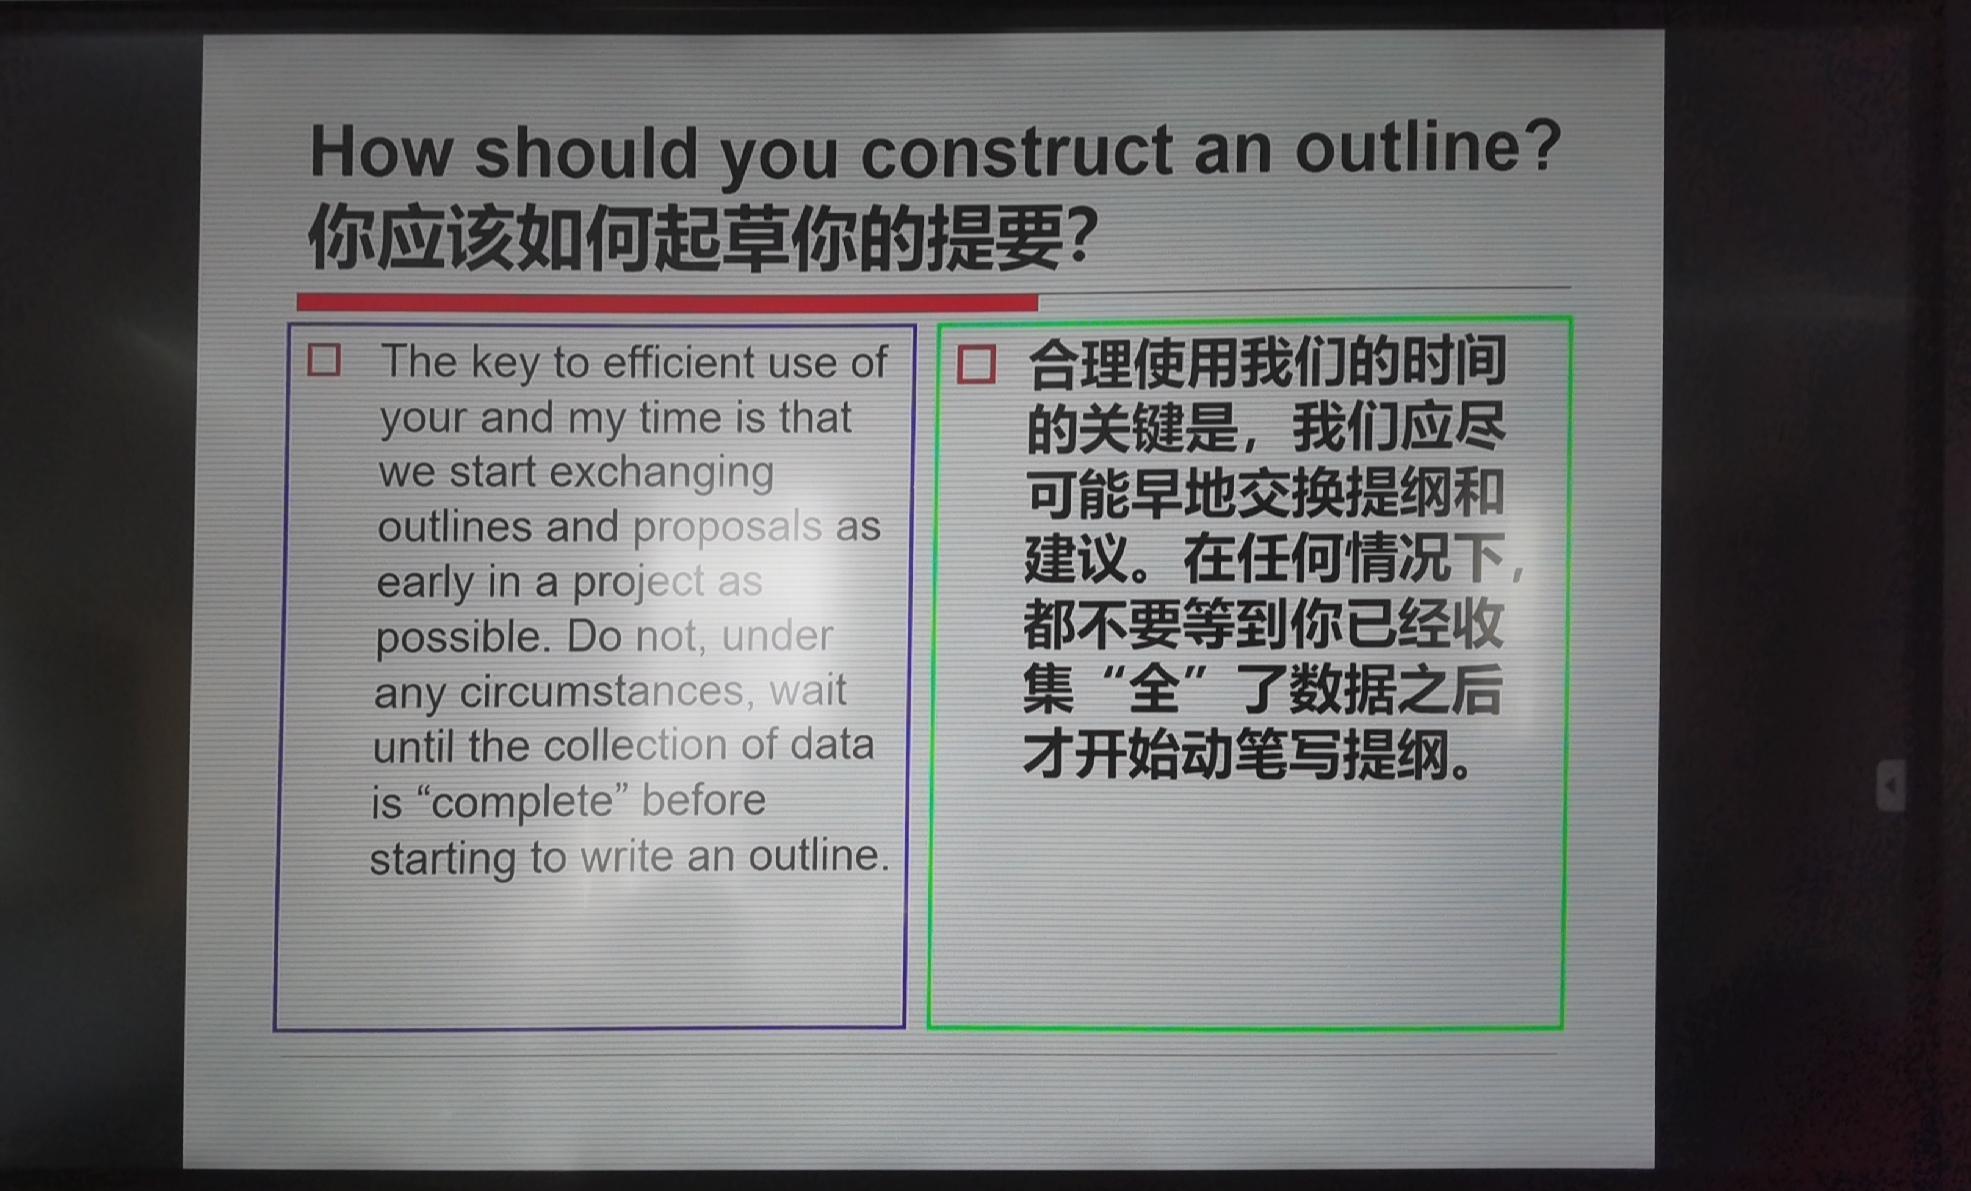 How should you construct an outline?
你应该如何起草你的提要？
The key to efficient use of
your and my time is that
we start exchanging
outlines and proposals as
early in a project as
possible. Do not, under
any circumstances, wait
until the collection of data
is “complete” before
starting to write an outline.
合理使用我们的时间
的关键是，我们应尽
可能早地交换提纲和
建议。在任何情况下，
都不要等到你已经收
集“全”了数据之后
才开始动笔写提纲。